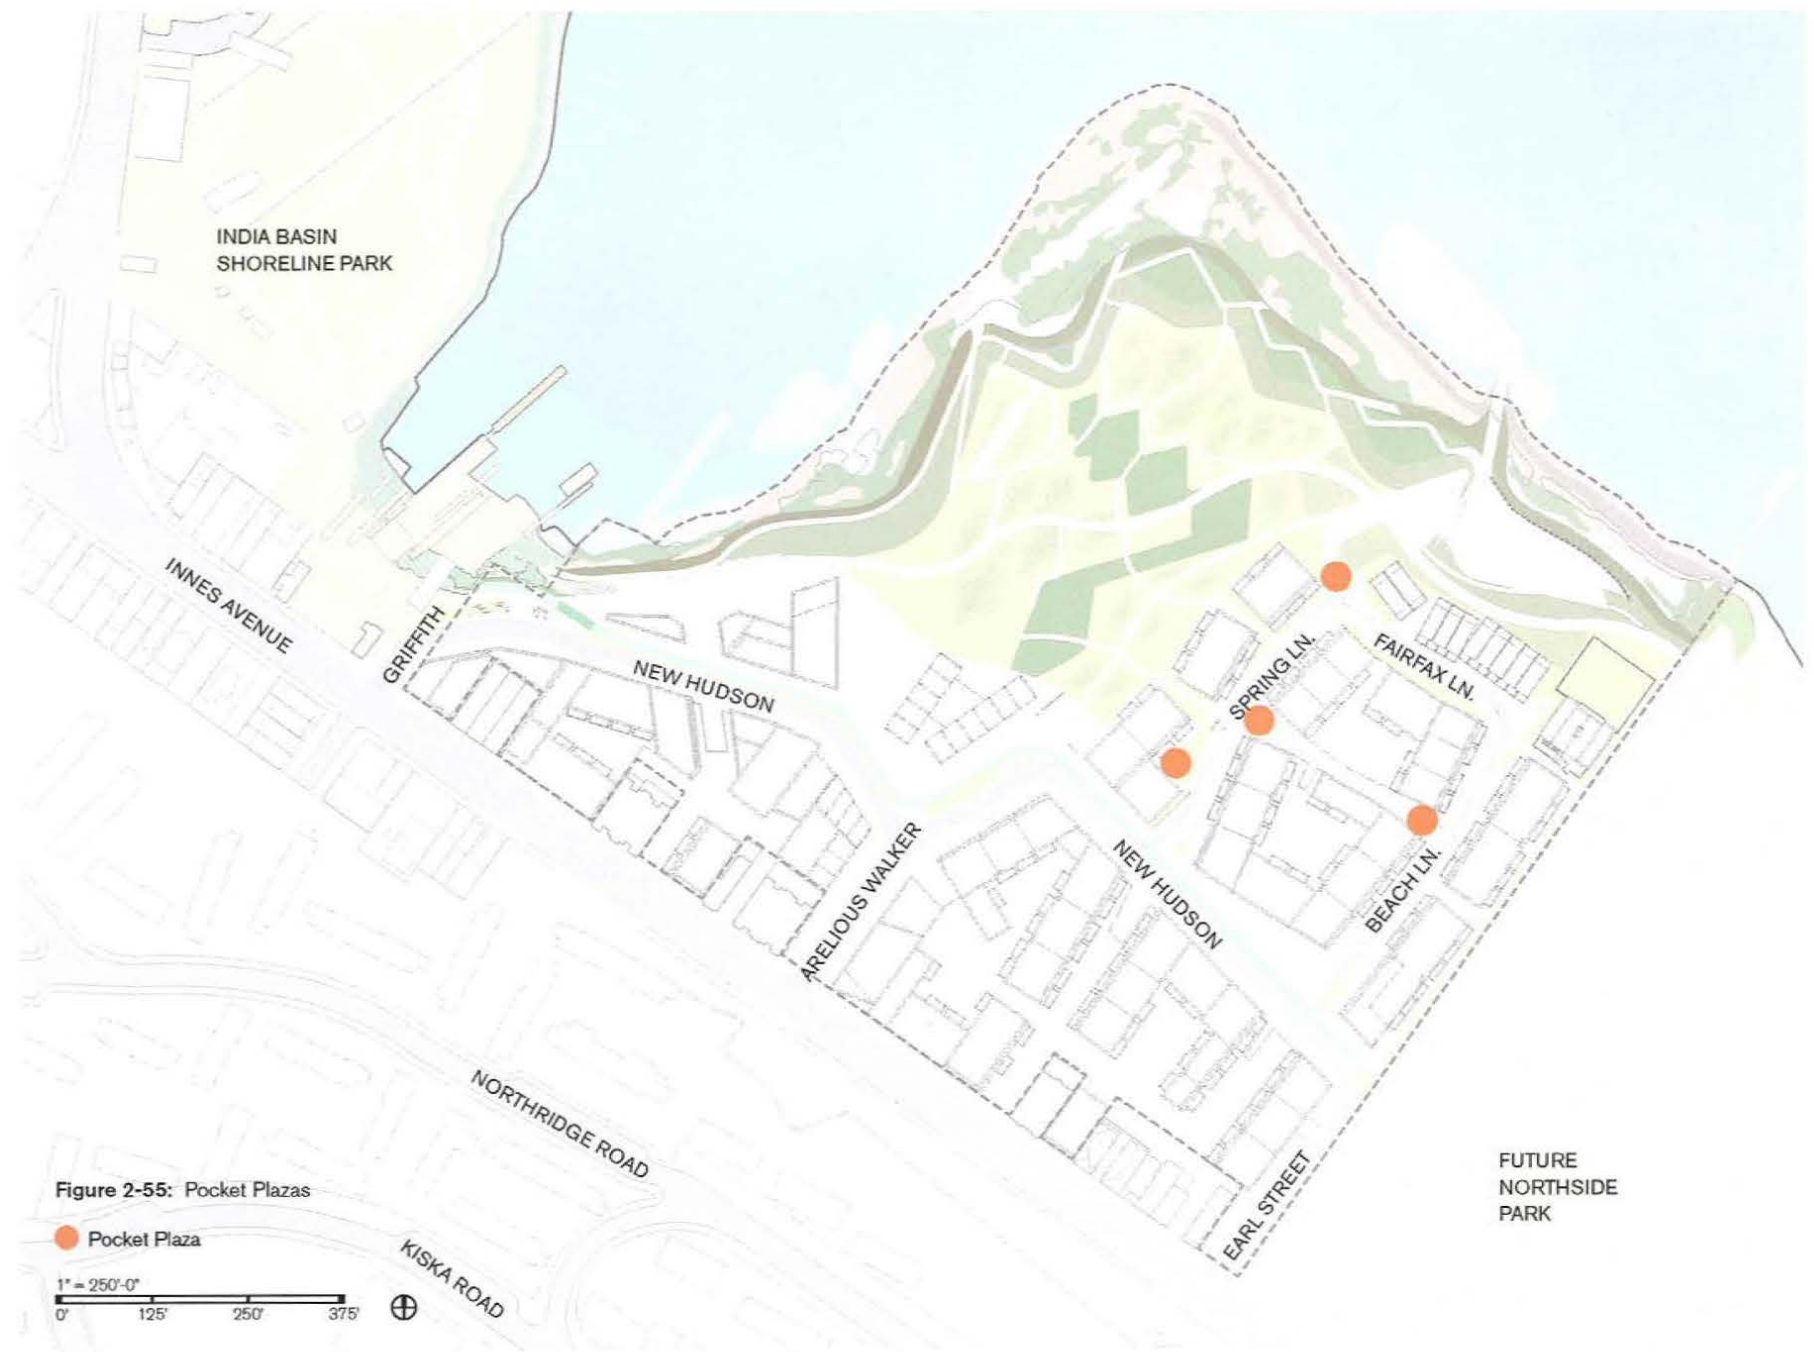 INDIA BASIN
SHORELINE PARK
INNES AVENUE
GRIFFITH
NEW HUDSON
SPRING LN.
FAIRFAX LN.
ARELIOUS WALKER
NEW HUDSON
BEACH LN.
NORTHRIDGE ROAD
EARL STREET
FUTURE
NORTHSIDE
PARK
KISKA ROAD
Figure 2-55: Pocket Plazas
Pocket Plaza
1" = 250'-0"
0' 125' 250' 375'